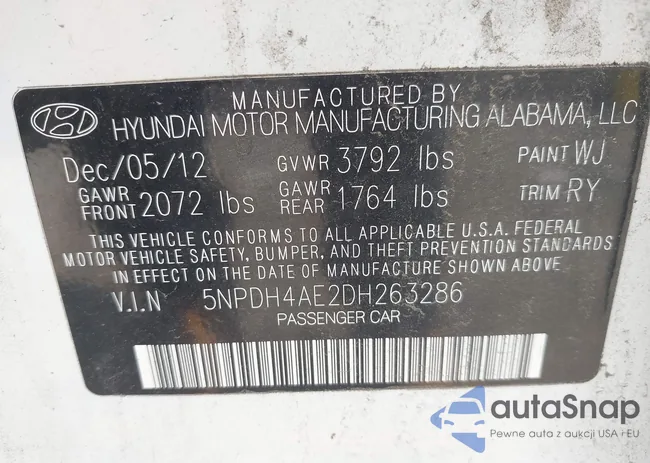 MANUFACTURED BY
HYUNDAI MOTOR MANUFACTURING ALABAMA, LLC
Dec/05/12 GVWR 3792 lbs PAINT WJ
GAWR FRONT 2072 lbs GAWR REAR 1764 lbs TRIM RY
THIS VEHICLE CONFORMS TO ALL APPLICABLE U.S.A. FEDERAL
MOTOR VEHICLE SAFETY, BUMPER, AND THEFT PREVENTION STANDARDS
IN EFFECT ON THE DATE OF MANUFACTURE SHOWN ABOVE.
V.I.N 5NPDH4AE2DH263286
PASSENGER CAR
autaSnap
Pewne auta z aukcji USA i EU